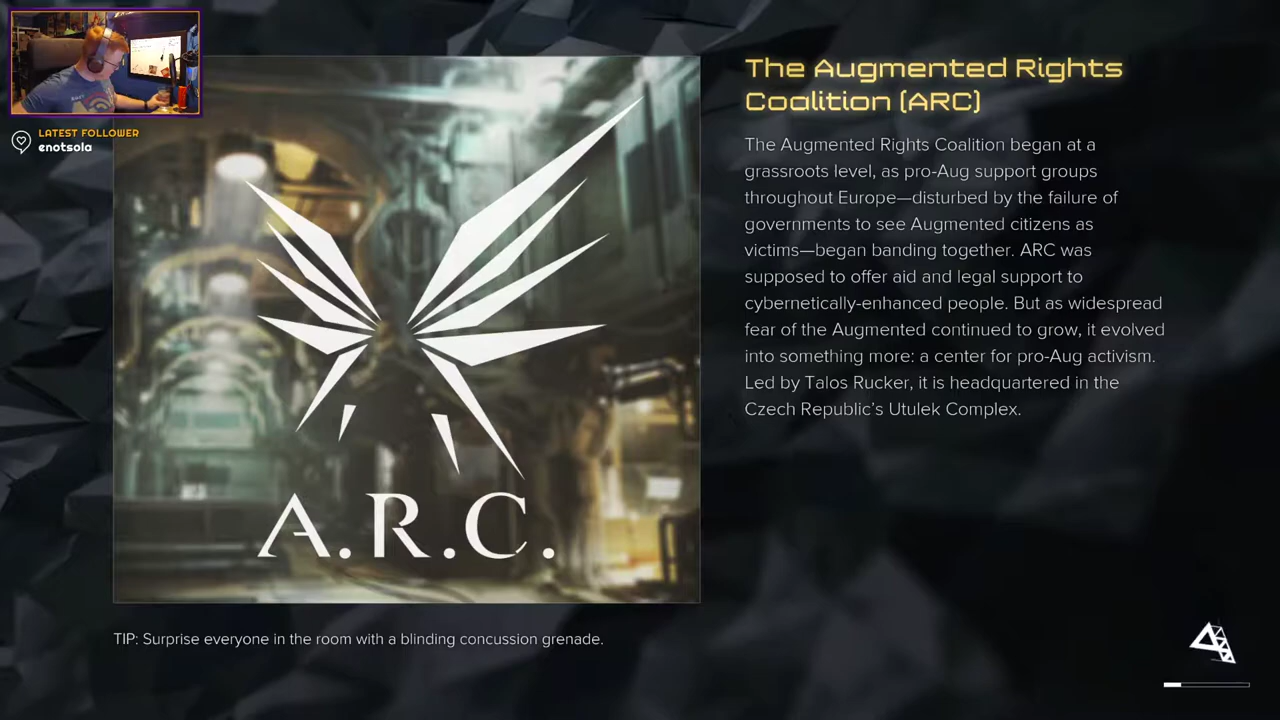 LATEST FOLLOWER
enotsola
A.R.C.
The Augmented Rights
Coalition (ARC)
The Augmented Rights Coalition began at a
grassroots level, as pro-Aug support groups
throughout Europe—disturbed by the failure of
governments to see Augmented citizens as
victims—began banding together. ARC was
supposed to offer aid and legal support to
cybernetically-enhanced people. But as widespread
fear of the Augmented continued to grow, it evolved
into something more: a center for pro-Aug activism.
Led by Talos Rucker, it is headquartered in the
Czech Republic's Utulek Complex.
TIP: Surprise everyone in the room with a blinding concussion grenade.